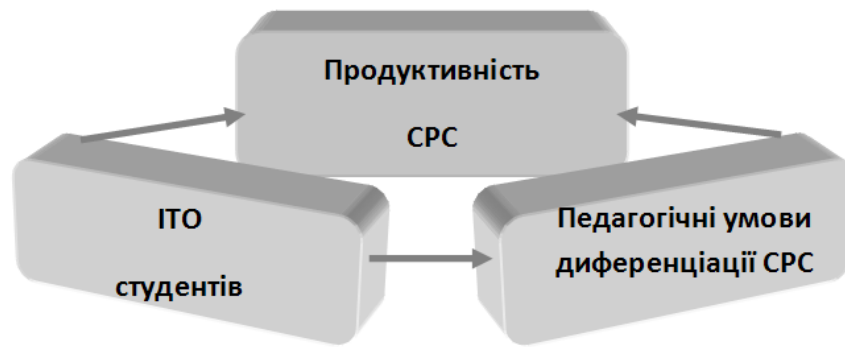 Продуктивність
СРС
ІТО
студентів
Педагогічні умови
диференціації СРС